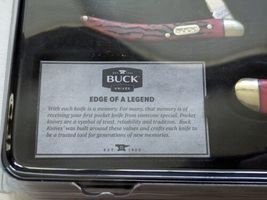 BUCK
KNIVES
EDGE OF A LEGEND
With each knife is a memory. For many, that memory is of
receiving your first pocket knife from someone special. Pocket
knives are a symbol of trust, reliability and tradition. Buck
Knives' was built around these values and crafts each knife to
be a trusted tool for generations of new memories.
EST. 1902